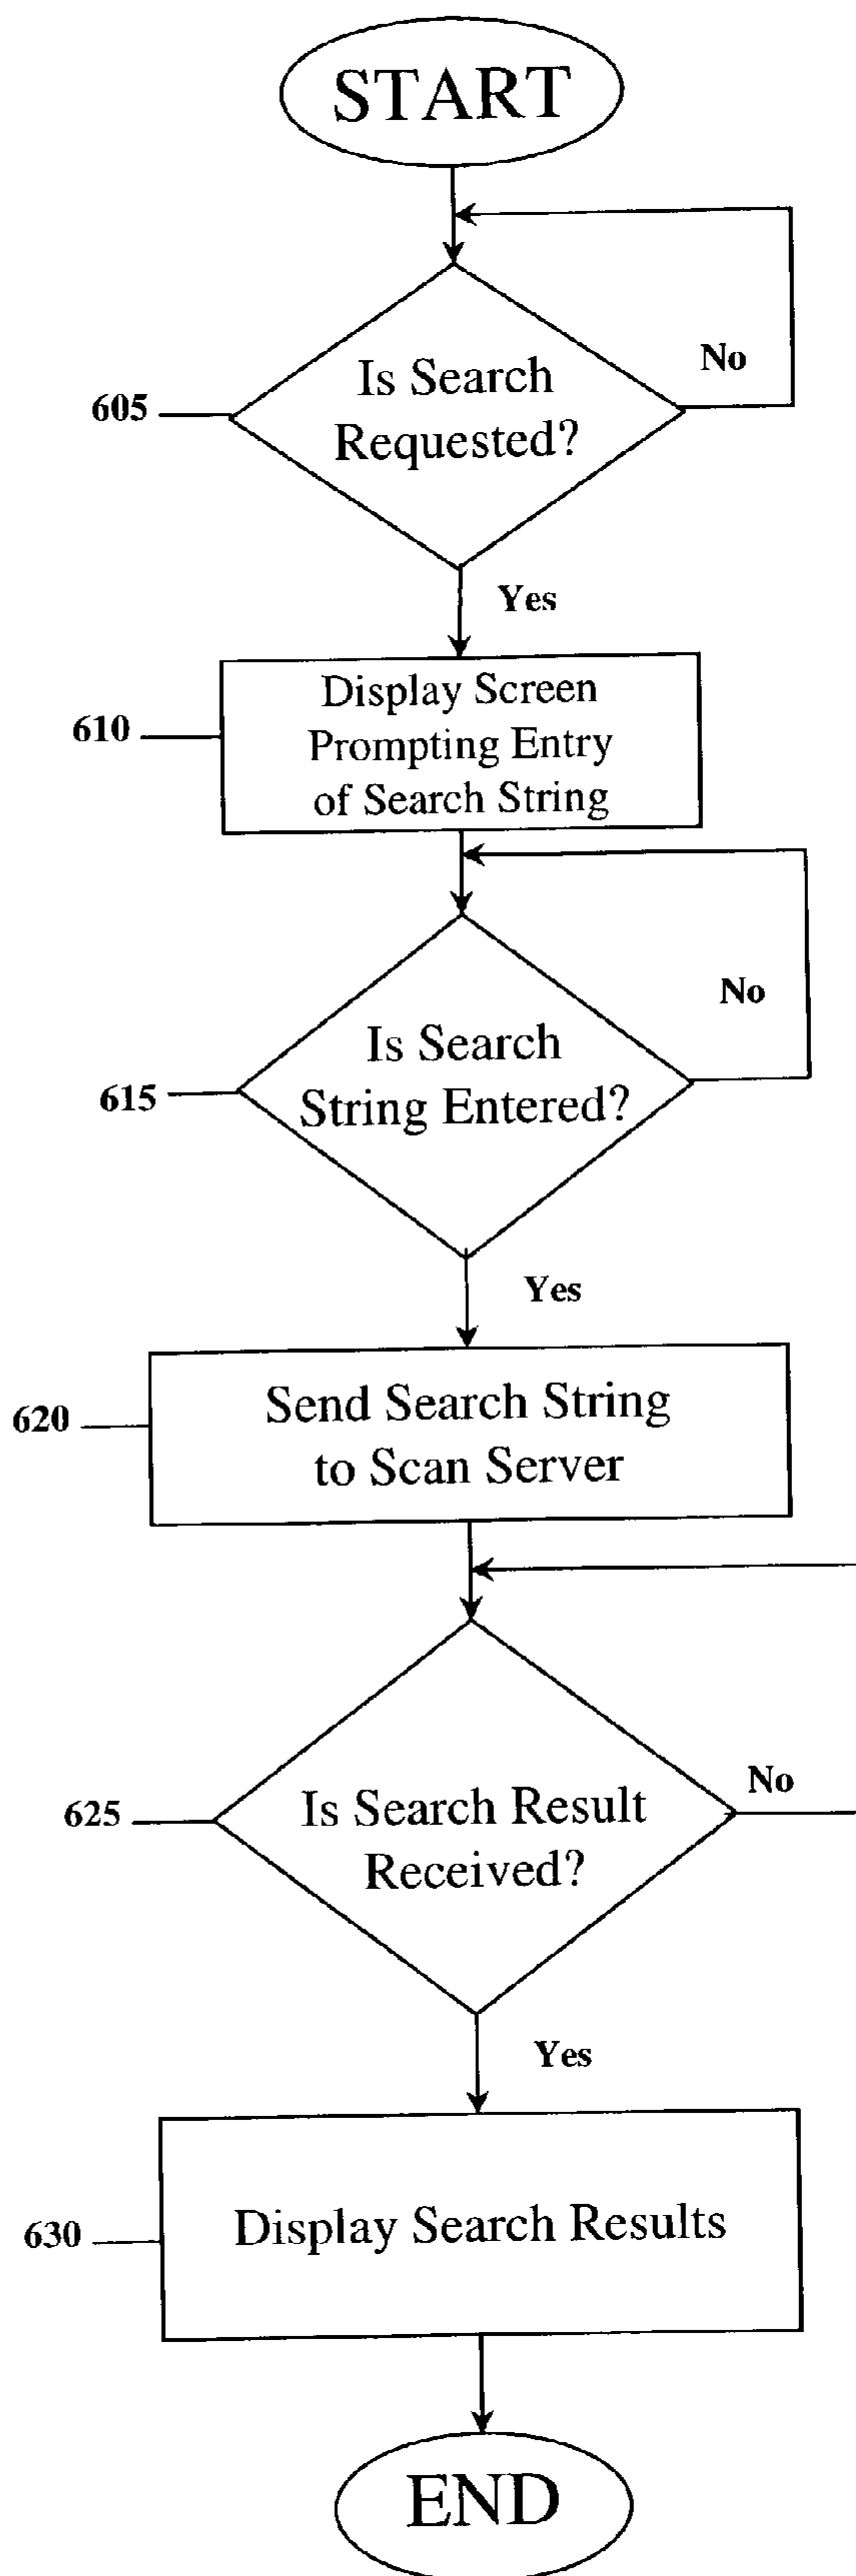 START
Is Search
Requested?
No
605
Yes
Display Screen
Prompting Entry
of Search String
610
No
Is Search
String Entered?
615
Yes
Send Search String
to Scan Server
620
No
Is Search Result
Received?
625
Yes
Display Search Results
630
END